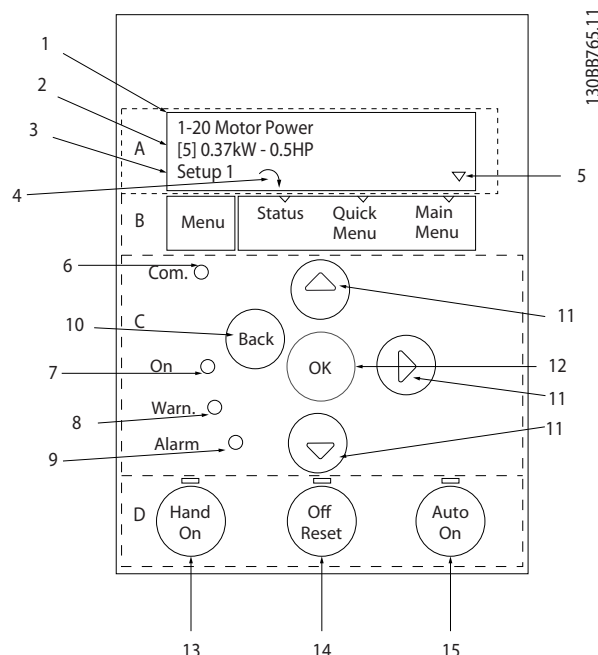 130BB765.11
1
2
3
4
5
A
1-20 Motor Power
[5] 0.37kW - 0.5HP
Setup 1
B
Menu
Status
Quick
Menu
Main
Menu
6
Com.
10
C
Back
OK
11
12
11
11
7
On
8
Warn.
9
Alarm
D
Hand
On
Off
Reset
Auto
On
13
14
15